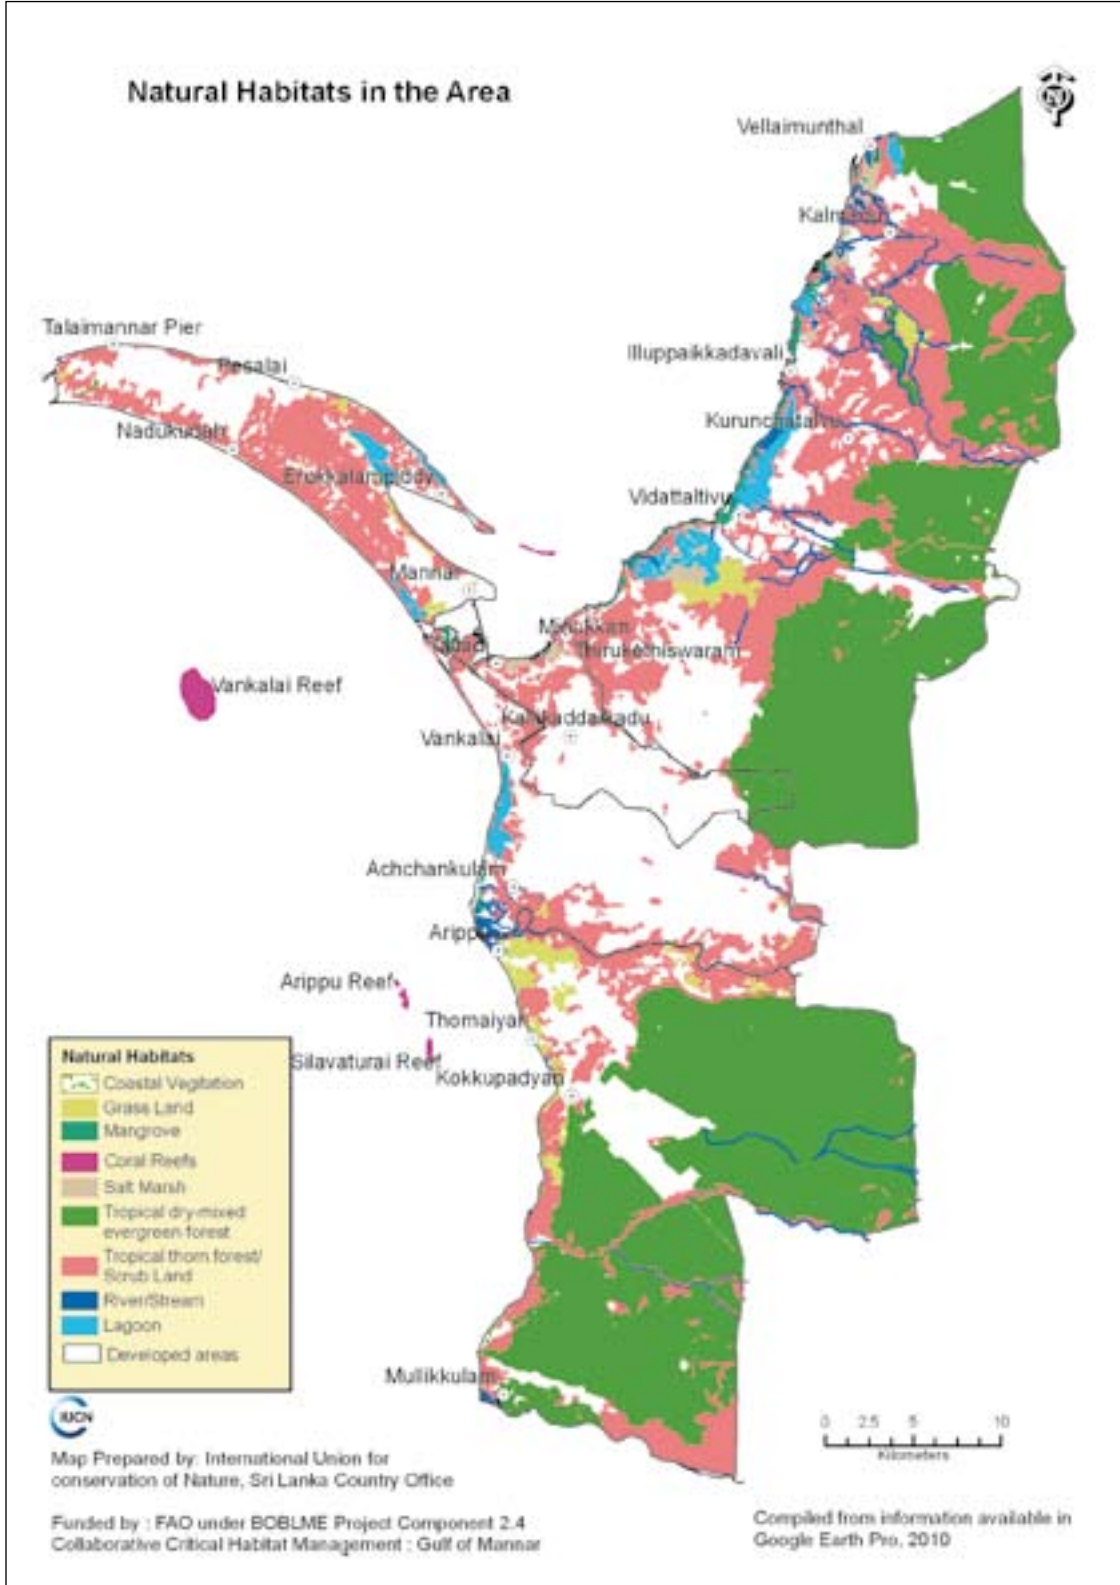 Natural Habitats in the Area
N
Vellaimunthal
Talaimannar Pier
Pesalai
Illuppaikkadavali
Nadukudah
Erukkalampiddy
Vidattaltivu
Mannar
Thirukethiswaram
Vankalai Reef
Vankalai
Achchankulam
Arippu
Arippu Reef
Thomaiyar
Silavaturai Reef
Kokkupadyan
Mullikkulam
Natural Habitats
Coastal Vegitation
Grass Land
Mangrove
Coral Reefs
Salt Marsh
Tropical dry-mixed
evergreen forest
Tropical thorn forest/
Scrub Land
River/Stream
Lagoon
Developed areas
IUCN
0 2.5 5 10
Kilometers
Map Prepared by: International Union for
conservation of Nature, Sri Lanka Country Office
Funded by : FAO under BOBLME Project Component 2.4
Collaborative Critical Habitat Management : Gulf of Mannar
Compiled from information available in
Google Earth Pro, 2010